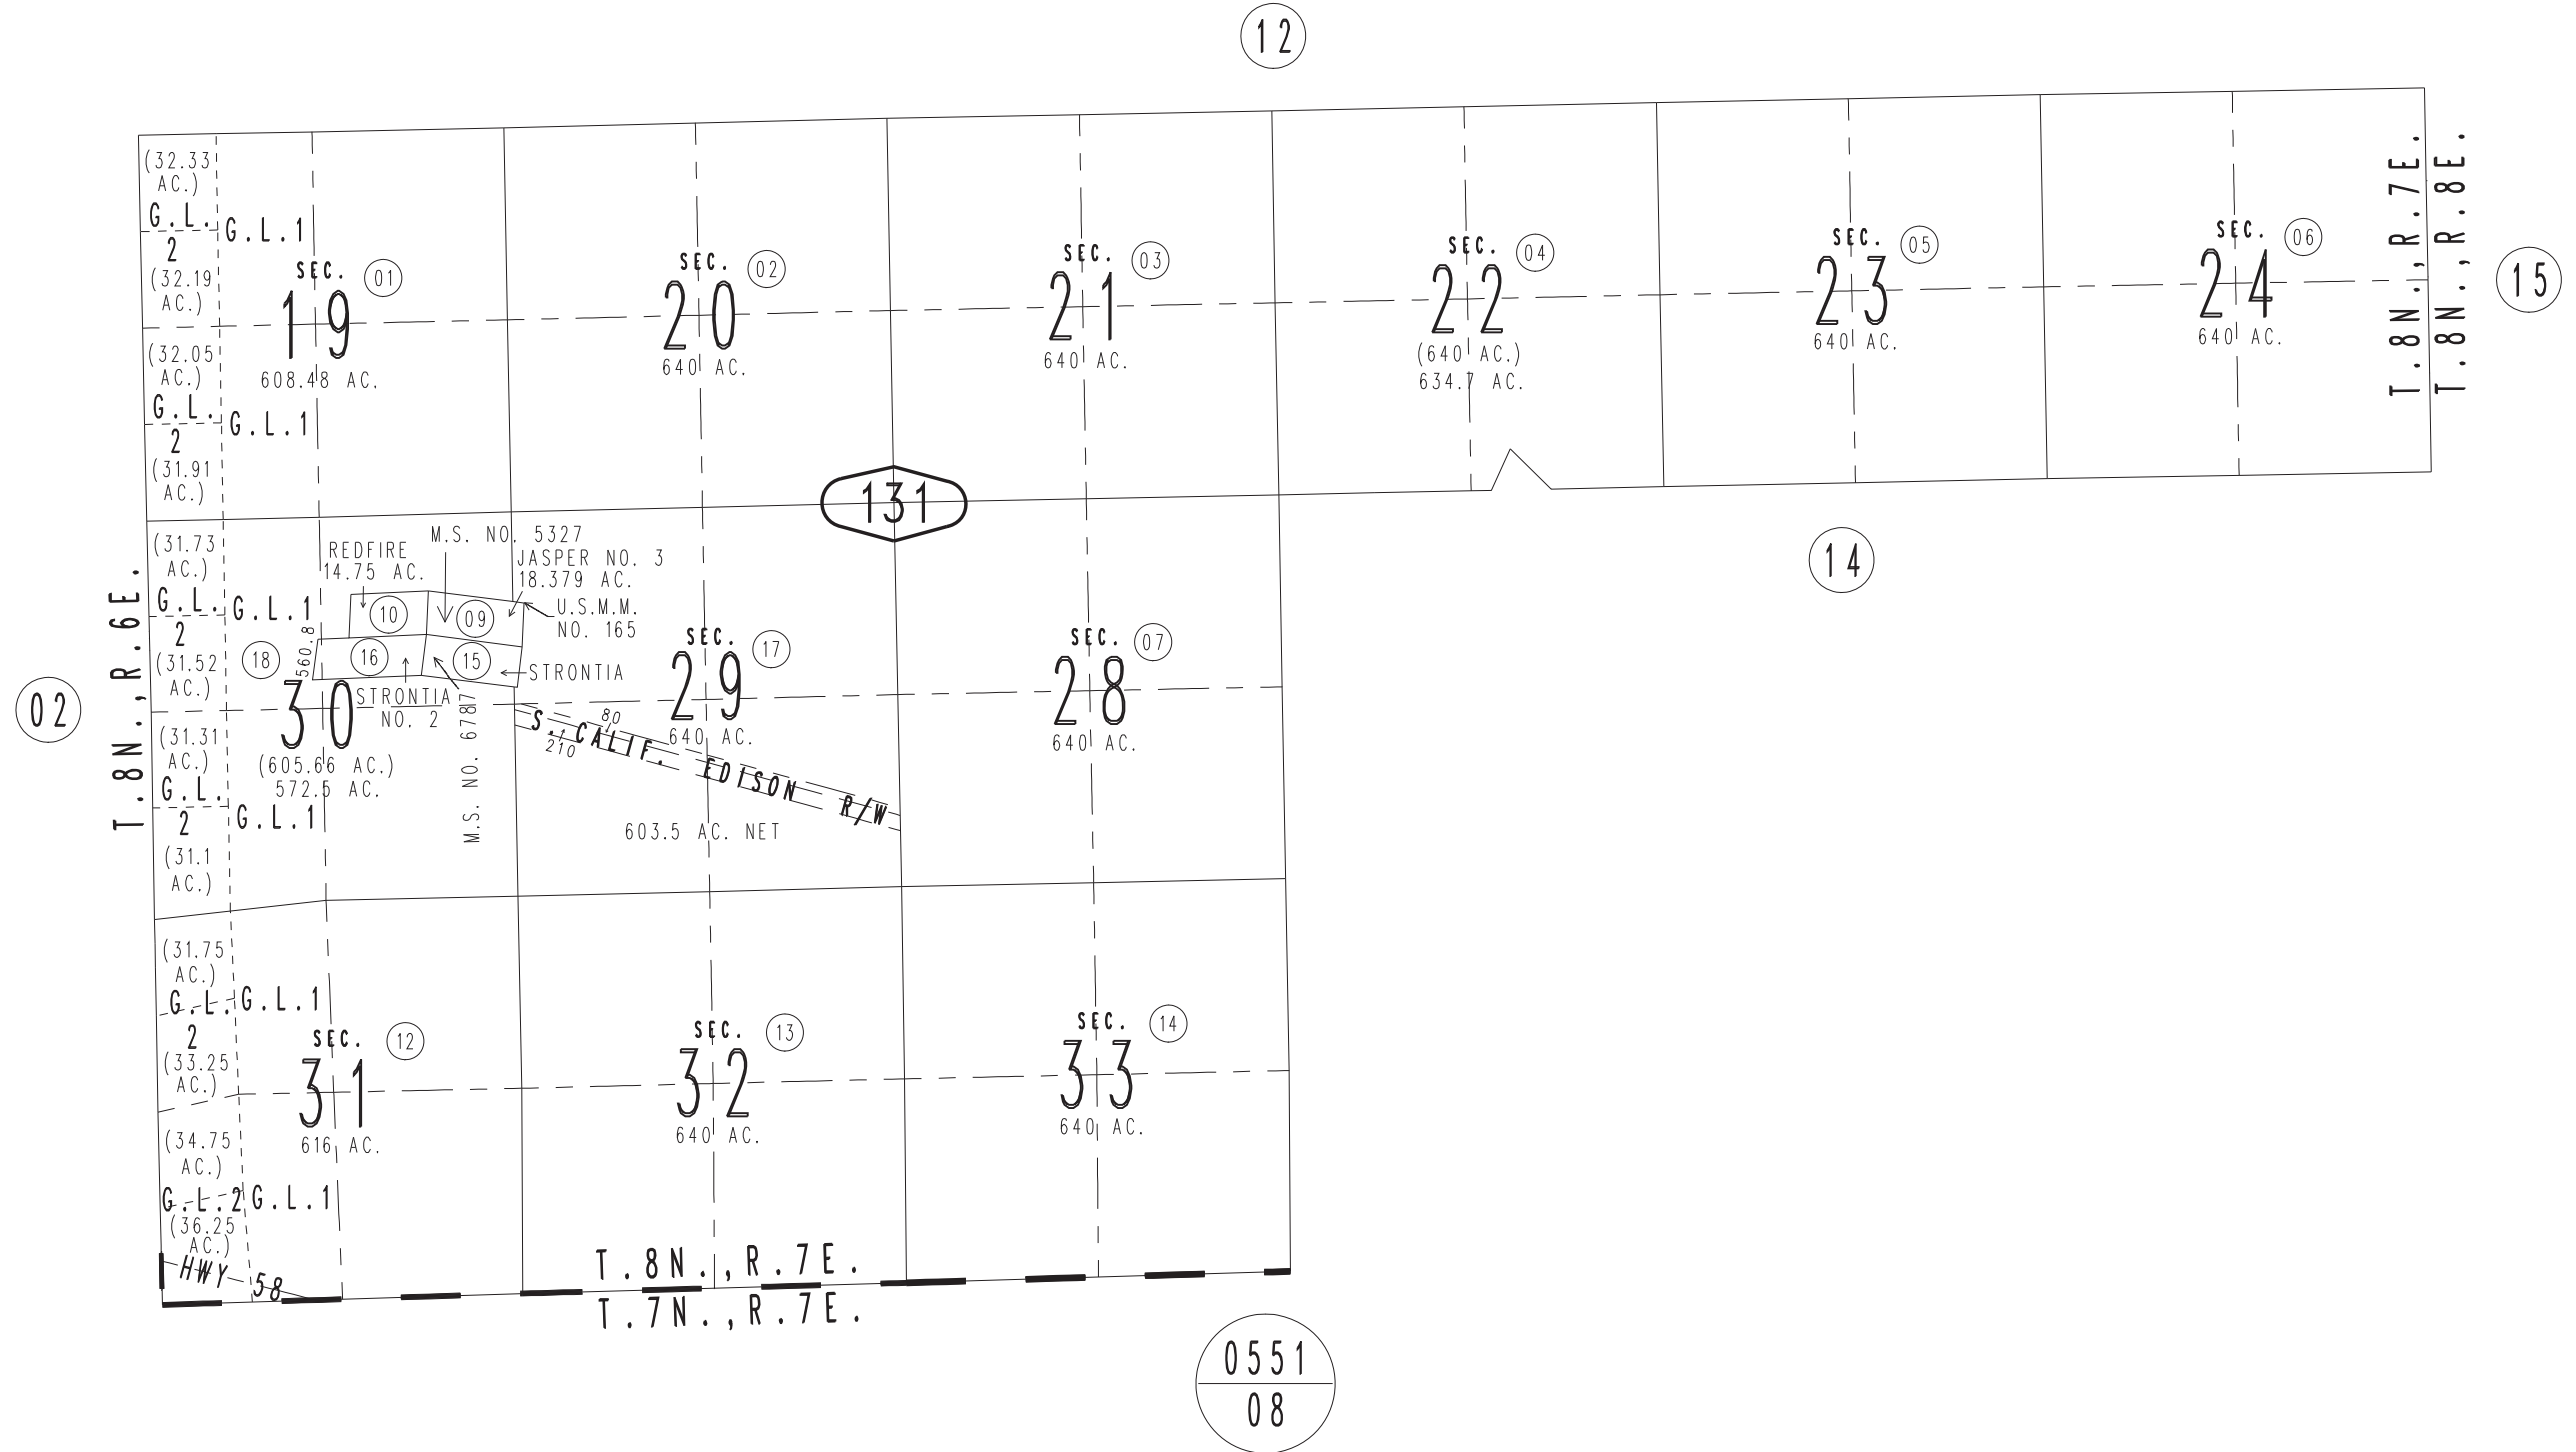 12
(32.33
AC.)
G.L.
2
G.L.1
(32.19
AC.)
SEC.
01
19
608.48 AC.
(32.05
AC.)
G.L.
2
G.L.1
(31.91
AC.)
SEC.
02
20
640 AC.
SEC.
03
21
640 AC.
SEC.
04
22
(640 AC.)
634.7 AC.
SEC.
05
23
640 AC.
SEC.
06
24
640 AC.
T.8N.,R.7E.
T.8N.,R.8E.
15
131
14
T.8N.,R.6E.
02
(31.73
AC.)
G.L.
2
G.L.1
(31.52
AC.)
REDFIRE
14.75 AC.
M.S. NO. 5327
JASPER NO. 3
18.379 AC.
U.S.M.M.
NO. 165
10
09
560.8
18
16
15
STRONTIA
STRONTIA
NO. 2
M.S. NO. 6787
30
(605.66 AC.)
572.5 AC.
(31.31
AC.)
G.L.
2
G.L.1
(31.1
AC.)
SEC.
17
29
640 AC.
S. CALIF. EDISON R/W
80
210
603.5 AC. NET
SEC.
07
28
640 AC.
(31.75
AC.)
G.L.
2
G.L.1
(33.25
AC.)
SEC.
12
31
616 AC.
(34.75
AC.)
G.L.2
G.L.1
(36.25
AC.)
HWY 58
SEC.
13
32
640 AC.
SEC.
14
33
640 AC.
T.8N.,R.7E.
T.7N.,R.7E.
0551
08